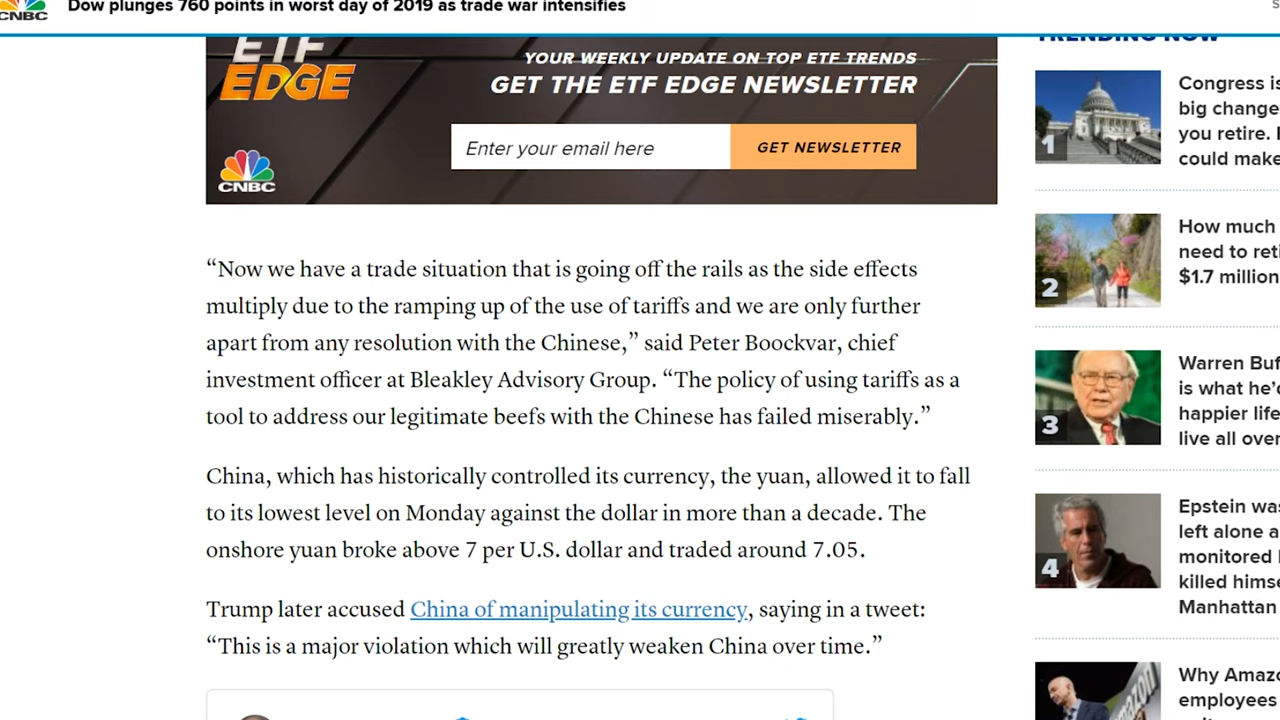 CNBC
Dow plunges 760 points in worst day of 2019 as trade war intensifies
ETF
EDGE
YOUR WEEKLY UPDATE ON TOP ETF TRENDS
GET THE ETF EDGE NEWSLETTER
Enter your email here
GET NEWSLETTER
CNBC
“Now we have a trade situation that is going off the rails as the side effects
multiply due to the ramping up of the use of tariffs and we are only further
apart from any resolution with the Chinese,” said Peter Boockvar, chief
investment officer at Bleakley Advisory Group. “The policy of using tariffs as a
tool to address our legitimate beefs with the Chinese has failed miserably.”
China, which has historically controlled its currency, the yuan, allowed it to fall
to its lowest level on Monday against the dollar in more than a decade. The
onshore yuan broke above 7 per U.S. dollar and traded around 7.05.
Trump later accused China of manipulating its currency, saying in a tweet:
“This is a major violation which will greatly weaken China over time.”
TRENDING NOW
1
Congress is
big change
you retire.
could make
2
How much
need to reti
$1.7 million
3
Warren Buf
is what he’
happier life
live all over
4
Epstein was
left alone a
monitored
killed himse
Manhattan
Why Amazo
employees
amazon